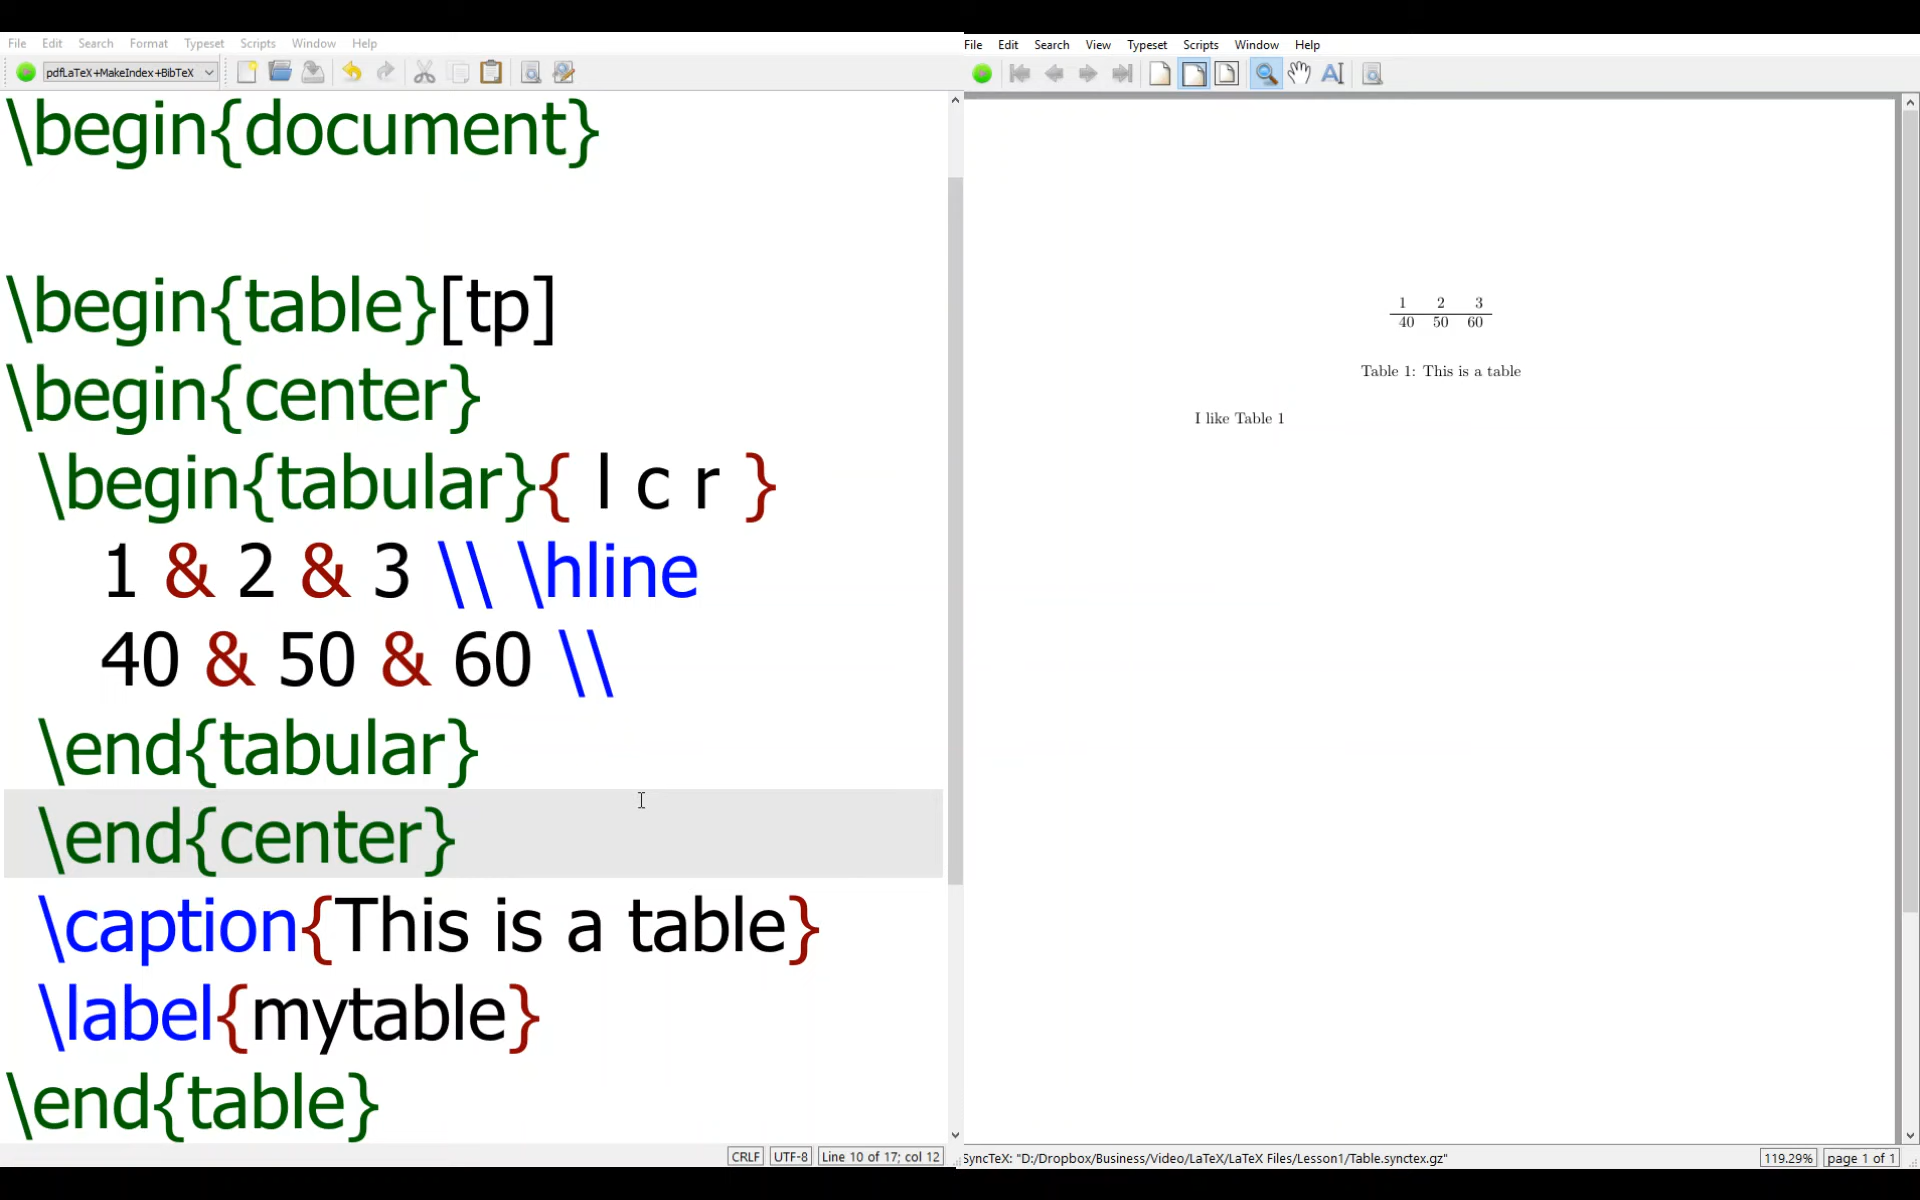 File Edit Search Format Typeset Scripts Window Help
pdfLaTeX+MakeIndex+BibTeX
\begin{document}
\begin{table}[tp]
\begin{center}
\begin{tabular}{ l c r }
1 & 2 & 3 \\ \hline
40 & 50 & 60 \\
\end{tabular}
\end{center}
\caption{This is a table}
\label{mytable}
\end{table}
CRLF UTF-8 Line 10 of 17; col 12
File Edit Search View Typeset Scripts Window Help
1 2 3
40 50 60
Table 1: This is a table
I like Table 1
SyncTeX: "D:/Dropbox/Business/Video/LaTeX/LaTeX Files/Lesson1/Table.synctex.gz"
119.29% page 1 of 1